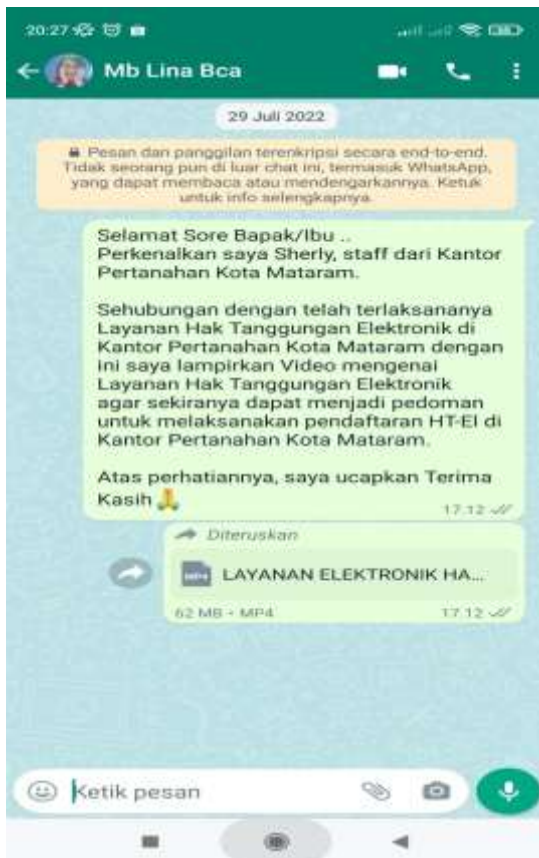 20:27
Mb Lina Bca
29 Juli 2022
Pesan dan panggilan terenkripsi secara end-to-end.
Tidak seorang pun di luar chat ini, termasuk WhatsApp,
yang dapat membaca atau mendengarkannya. Ketuk
untuk info selengkapnya.
Selamat Sore Bapak/Ibu ..
Perkenalkan saya Sherly, staff dari Kantor
Pertanahan Kota Mataram.
Sehubungan dengan telah terlaksananya
Layanan Hak Tanggungan Elektronik di
Kantor Pertanahan Kota Mataram dengan
ini saya lampirkan Video mengenai
Layanan Hak Tanggungan Elektronik
agar sekiranya dapat menjadi pedoman
untuk melaksanakan pendaftaran HT-El di
Kantor Pertanahan Kota Mataram.
Atas perhatiannya, saya ucapkan Terima
Kasih 🙏
17.12
Diteruskan
MP4 LAYANAN ELEKTRONIK HA...
62 MB • MP4 17.12
Ketik pesan